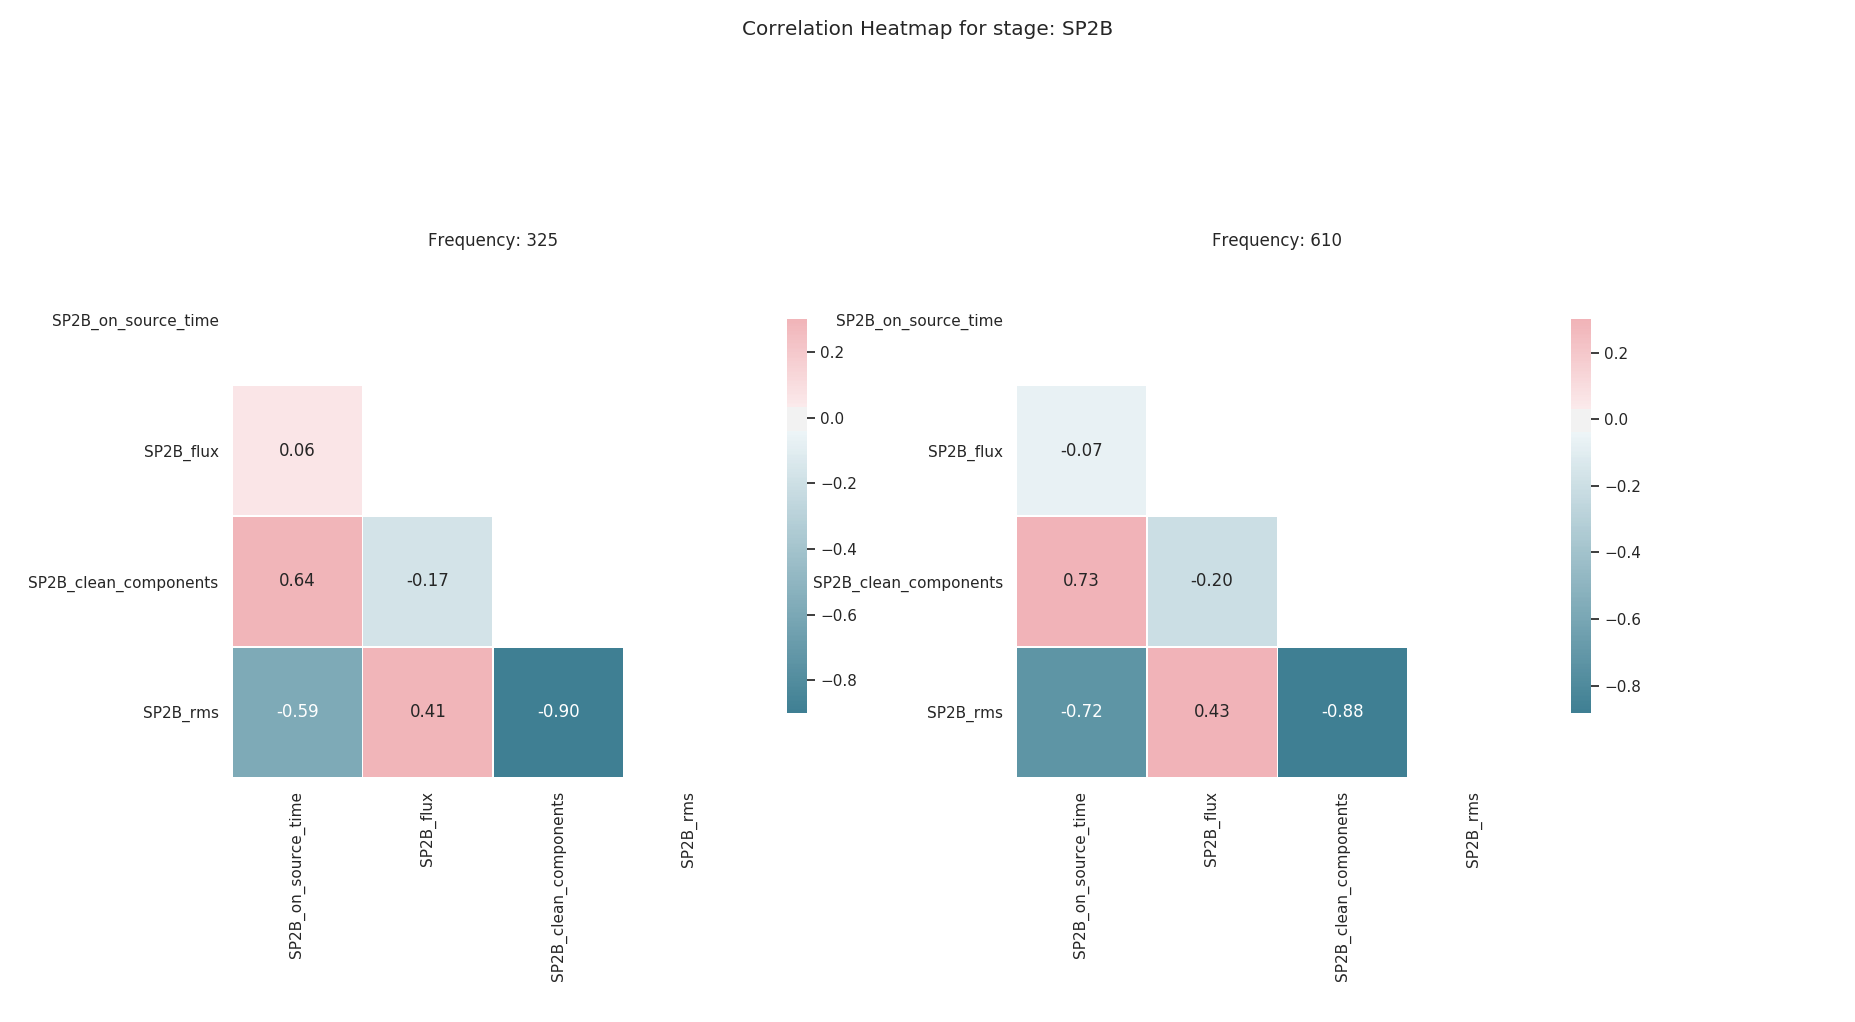 Correlation Heatmap for stage: SP2B
Frequency: 325
SP2B_on_source_time
SP2B_flux
SP2B_clean_components
SP2B_rms
0.06
0.64 -0.17
-0.59 0.41 -0.90
SP2B_on_source_time
SP2B_flux
SP2B_clean_components
SP2B_rms
0.2
0.0
−0.2
−0.4
−0.6
−0.8
Frequency: 610
SP2B_on_source_time
SP2B_flux
SP2B_clean_components
SP2B_rms
-0.07
0.73 -0.20
-0.72 0.43 -0.88
SP2B_on_source_time
SP2B_flux
SP2B_clean_components
SP2B_rms
0.2
0.0
−0.2
−0.4
−0.6
−0.8